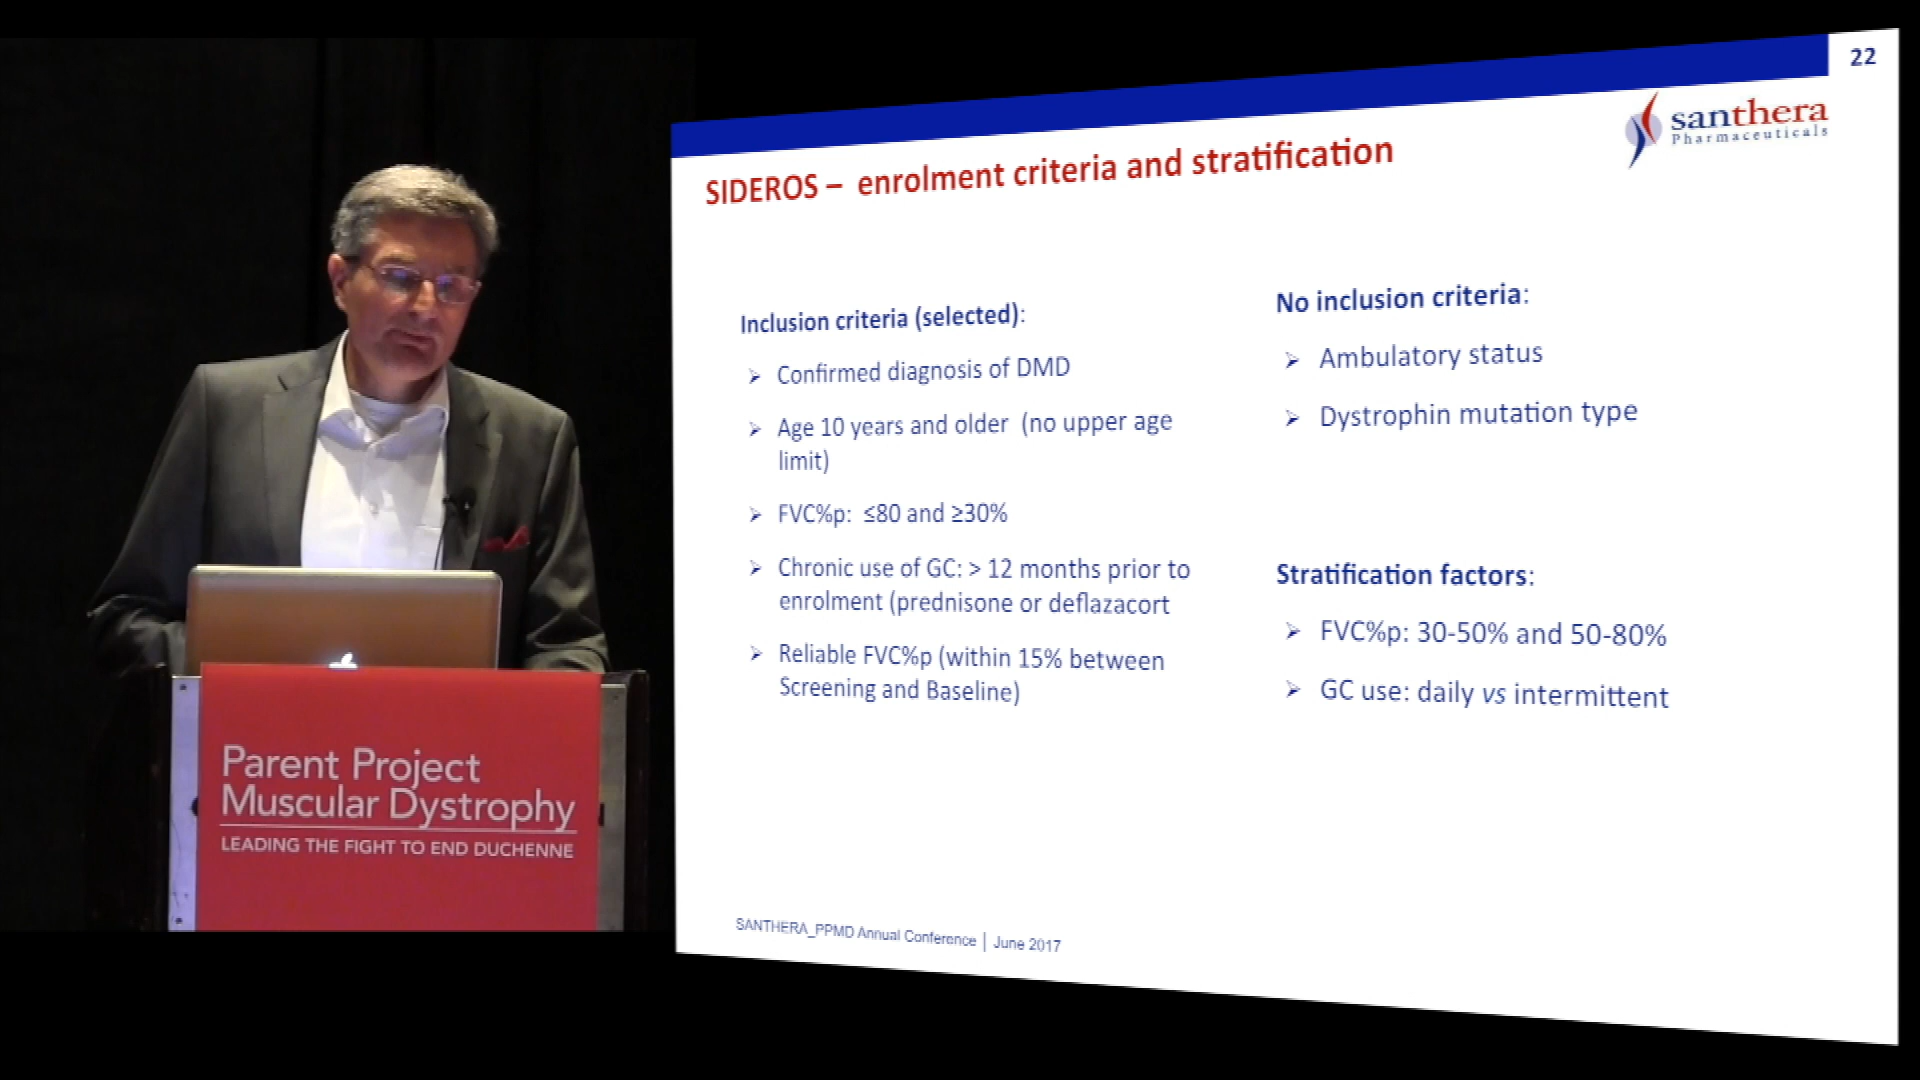 22
santhera
Pharmaceuticals
SIDEROS – enrolment criteria and stratification
Inclusion criteria (selected):
Confirmed diagnosis of DMD
Age 10 years and older (no upper age
limit)
FVC%p: ≤80 and ≥30%
Chronic use of GC: > 12 months prior to
enrolment (prednisone or deflazacort
Reliable FVC%p (within 15% between
Screening and Baseline)
No inclusion criteria:
Ambulatory status
Dystrophin mutation type
Stratification factors:
FVC%p: 30-50% and 50-80%
GC use: daily vs intermittent
SANTHERA_PPMD Annual Conference | June 2017
Parent Project
Muscular Dystrophy
LEADING THE FIGHT TO END DUCHENNE